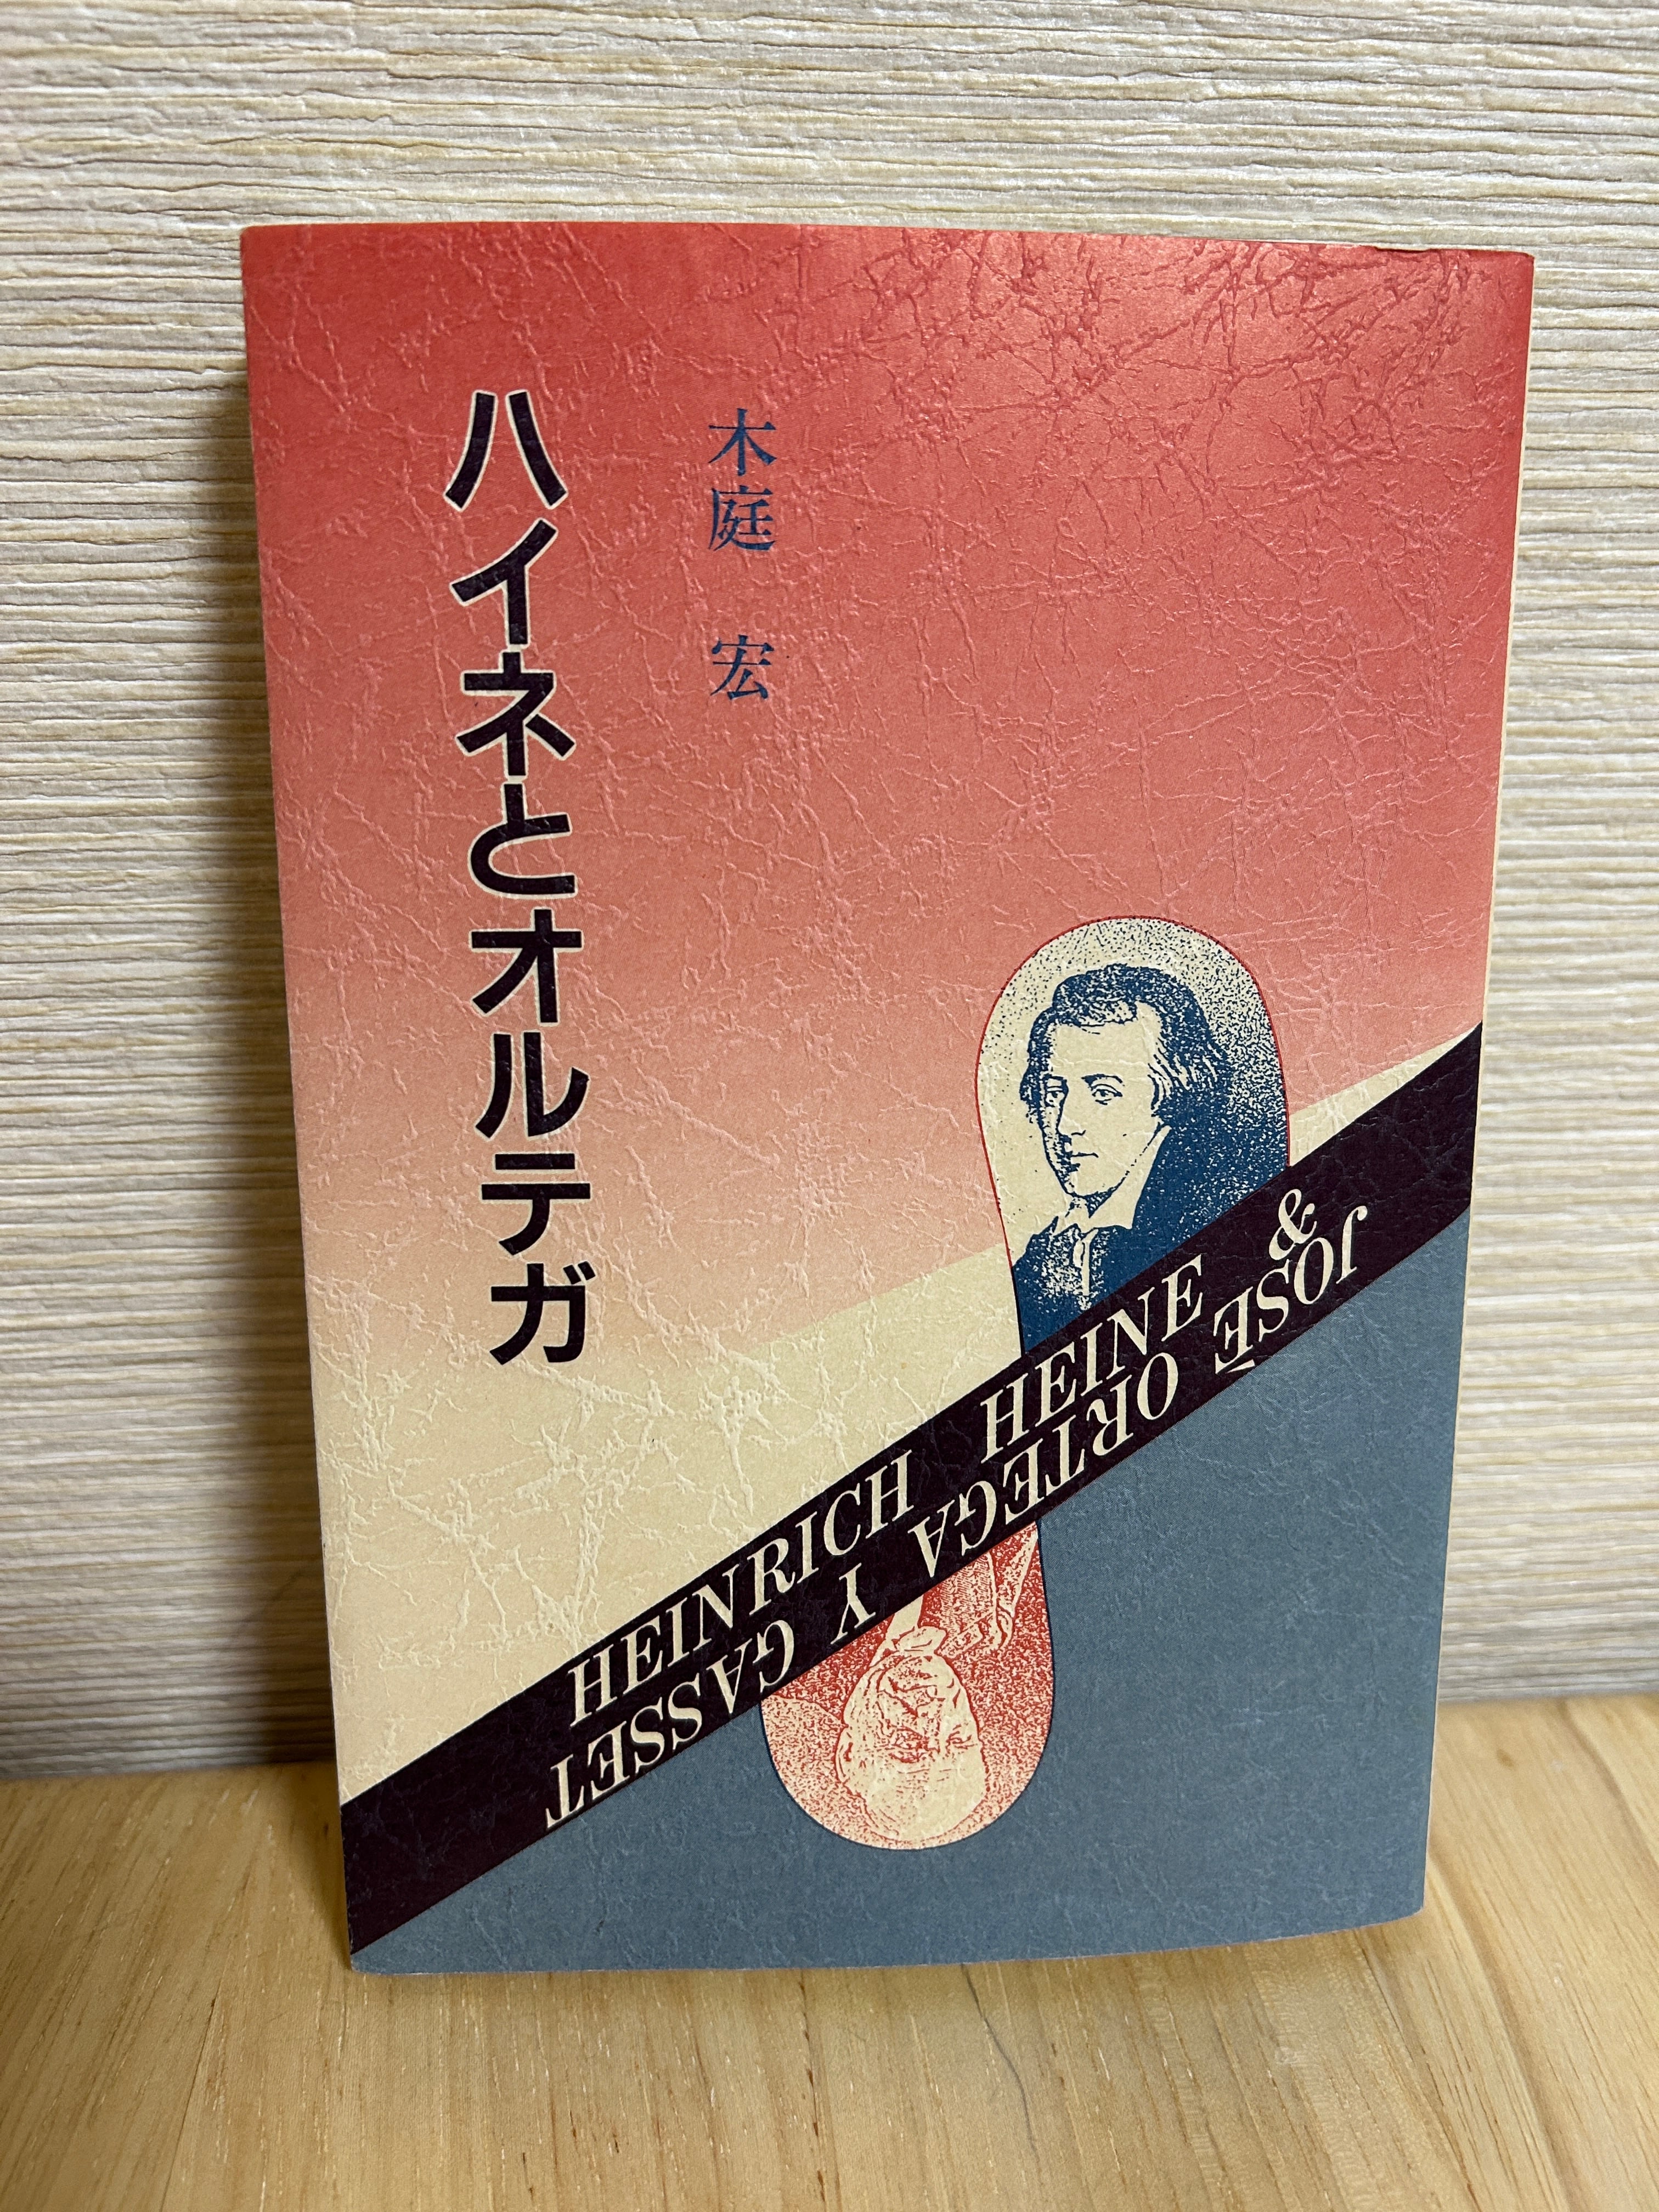 木庭 宏
ハイネとオルテガ
HEINRICH HEINE
&
JOSÉ ORTEGA Y GASSET